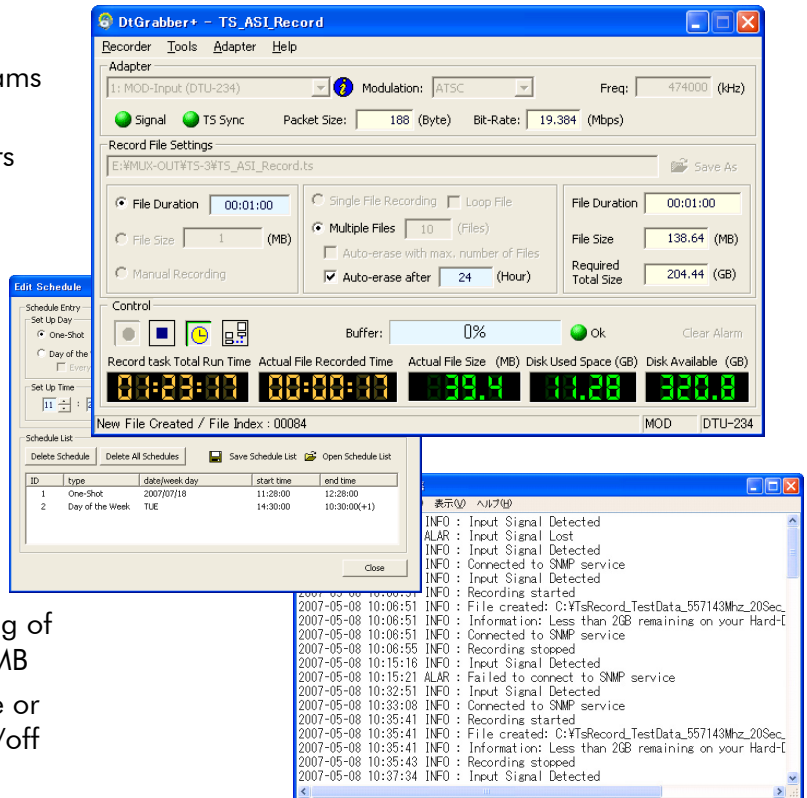 ams
rs
DtGrabber+ - TS_ASI_Record
Recorder Tools Adapter Help
Adapter
1: MOD-Input (DTU-234) Modulation: ATSC Freq: 474000 (kHz)
Signal TS Sync Packet Size: 188 (Byte) Bit-Rate: 19.384 (Mbps)
Record File Settings
E:¥MUX-OUT¥TS-3¥TS_ASI_Record.ts Save As
File Duration 00:01:00 Single File Recording Loop File File Duration 00:01:00
File Size 1 (MB) Multiple Files 10 (Files) File Size 138.64 (MB)
Auto-erase with max. number of Files
Manual Recording Auto-erase after 24 (Hour) Required Total Size 204.44 (GB)
Control
Buffer: 0% Ok Clear Alarm
Record task Total Run Time Actual File Recorded Time Actual File Size (MB) Disk Used Space (GB) Disk Available (GB)
01:23:17 00:00:17 39.4 11.28 320.8
New File Created / File Index : 00084 MOD DTU-234
Edit Schedule
Schedule Entry
Set Up Day
One-Shot
Day of the
Every
Set Up Time
11 :
Schedule List
Delete Schedule Delete All Schedules Save Schedule List Open Schedule List
ID type date/week day start time end time
1 One-Shot 2007/07/18 11:28:00 12:28:00
2 Day of the Week TUE 14:30:00 10:30:00(+1)
Close
g of
MB
e or
/off
表示(V) ヘルプ(H)
INFO : Input Signal Detected
ALAR : Input Signal Lost
INFO : Input Signal Detected
INFO : Connected to SNMP service
INFO : Input Signal Detected
INFO : Recording started
2007-05-08 10:06:51 INFO : File created: C:¥TsRecord_TestData_557143Mhz_20Sec_
2007-05-08 10:06:51 INFO : Information: Less than 2GB remaining on your Hard-D
2007-05-08 10:06:51 INFO : Connected to SNMP service
2007-05-08 10:06:55 INFO : Recording stopped
2007-05-08 10:15:16 INFO : Input Signal Detected
2007-05-08 10:15:21 ALAR : Failed to connect to SNMP service
2007-05-08 10:32:51 INFO : Input Signal Detected
2007-05-08 10:33:08 INFO : Connected to SNMP service
2007-05-08 10:35:41 INFO : Recording started
2007-05-08 10:35:41 INFO : File created: C:¥TsRecord_TestData_557143Mhz_20Sec_
2007-05-08 10:35:41 INFO : Information: Less than 2GB remaining on your Hard-D
2007-05-08 10:35:43 INFO : Recording stopped
2007-05-08 10:37:34 INFO : Input Signal Detected